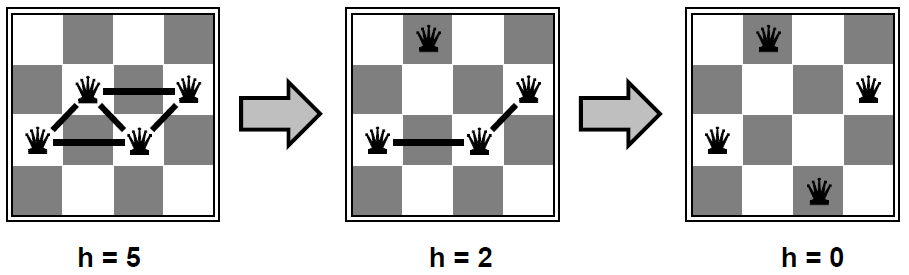 h = 5
h = 2
h = 0